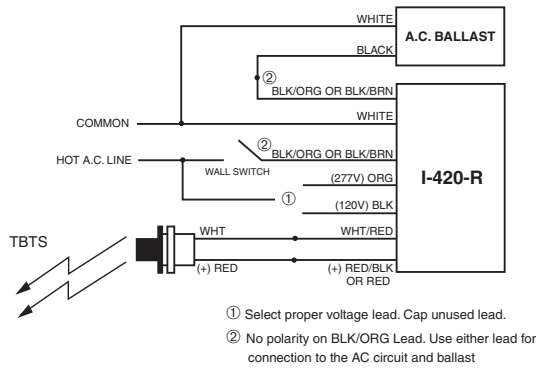 WHITE
A.C. BALLAST
BLACK
②
BLK/ORG OR BLK/BRN
WHITE
COMMON
②
BLK/ORG OR BLK/BRN
HOT A.C. LINE
WALL SWITCH
I-420-R
(277V) ORG
①
(120V) BLK
TBTS
WHT
WHT/RED
(+) RED
(+) RED/BLK
OR RED
① Select proper voltage lead. Cap unused lead.
② No polarity on BLK/ORG Lead. Use either lead for
connection to the AC circuit and ballast